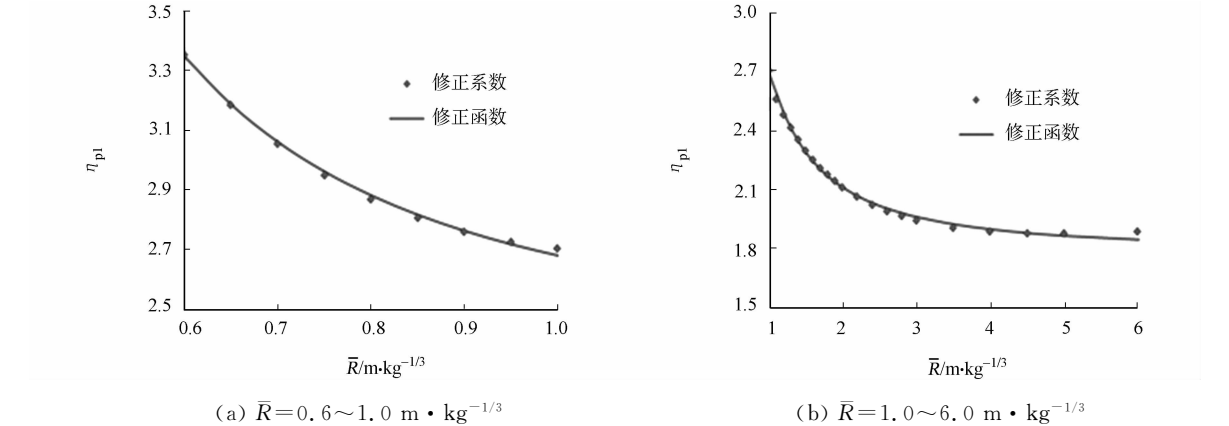 3.5
3.3
3.1
2.9
2.7
2.5
η p1
修正系数
修正函数
0.6 0.7 0.8 0.9 1.0
R̅/m·kg⁻¹/³
(a) R̅=0.6～1.0 m·kg⁻¹/³
3.0
2.7
2.4
2.1
1.8
1.5
η p1
修正系数
修正函数
1 2 3 4 5 6
R̅/m·kg⁻¹/³
(b) R̅=1.0～6.0 m·kg⁻¹/³